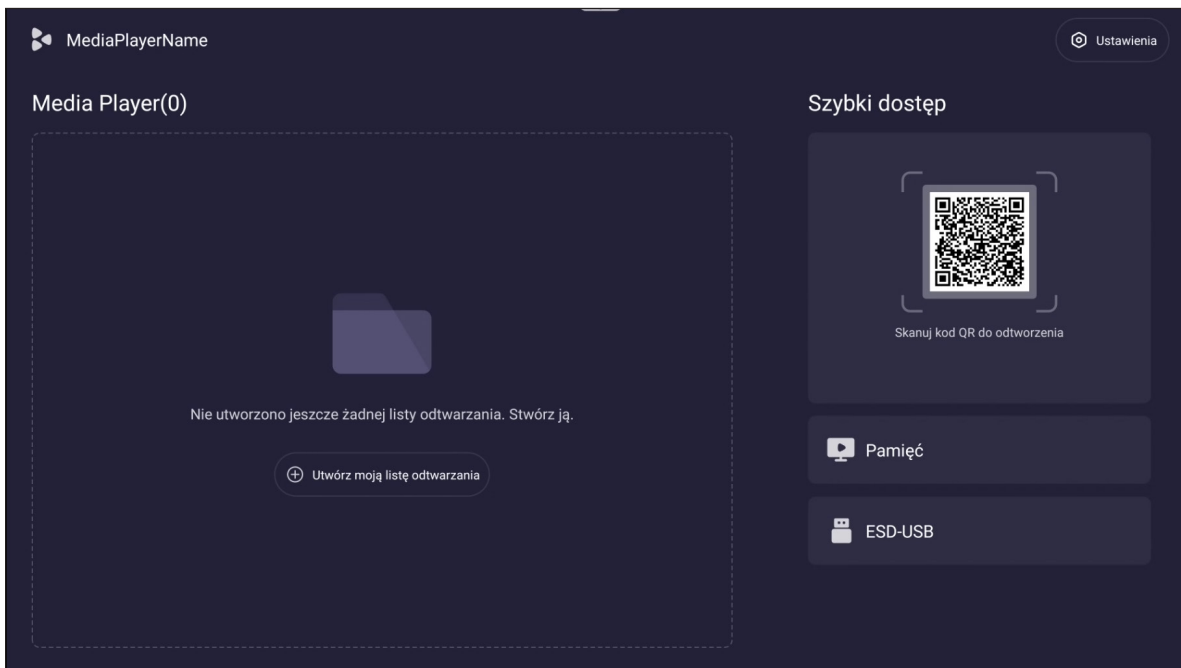 MediaPlayerName
Ustawienia
Media Player(0)
Szybki dostęp
Skanuj kod QR do odtworzenia
Nie utworzono jeszcze żadnej listy odtwarzania. Stwórz ją.
Utwórz moją listę odtwarzania
Pamięć
ESD-USB